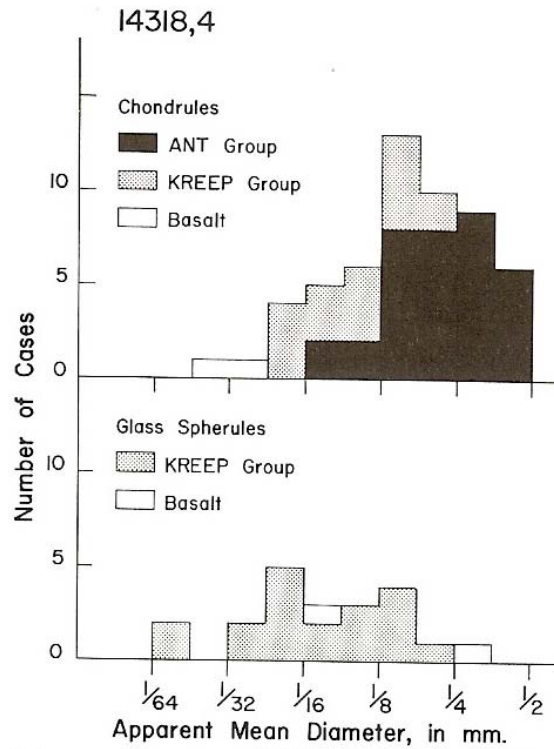 14318,4
Chondrules
ANT Group
KREEP Group
Basalt
10
5
0
Glass Spherules
KREEP Group
Basalt
10
5
0
Number of Cases
1/64 1/32 1/16 1/8 1/4 1/2
Apparent Mean Diameter, in mm.